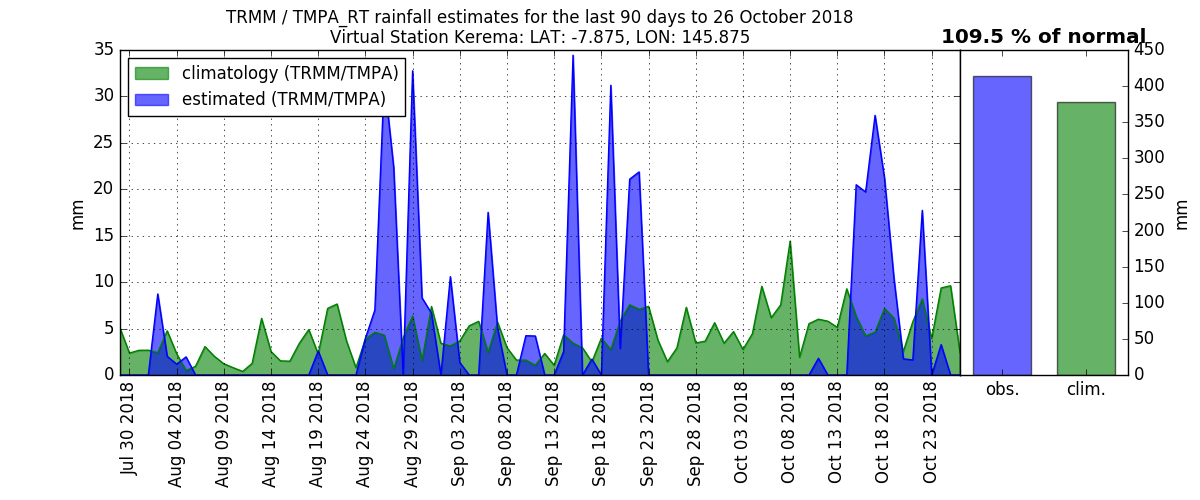 TRMM / TMPA_RT rainfall estimates for the last 90 days to 26 October 2018
Virtual Station Kerema: LAT: -7.875, LON: 145.875
109.5 % of normal
climatology (TRMM/TMPA)
estimated (TRMM/TMPA)
35
30
25
20
15
10
5
0
mm
Jul 30 2018
Aug 04 2018
Aug 09 2018
Aug 14 2018
Aug 19 2018
Aug 24 2018
Aug 29 2018
Sep 03 2018
Sep 08 2018
Sep 13 2018
Sep 18 2018
Sep 23 2018
Sep 28 2018
Oct 03 2018
Oct 08 2018
Oct 13 2018
Oct 18 2018
Oct 23 2018
450
400
350
300
250
200
150
100
50
0
mm
obs.
clim.